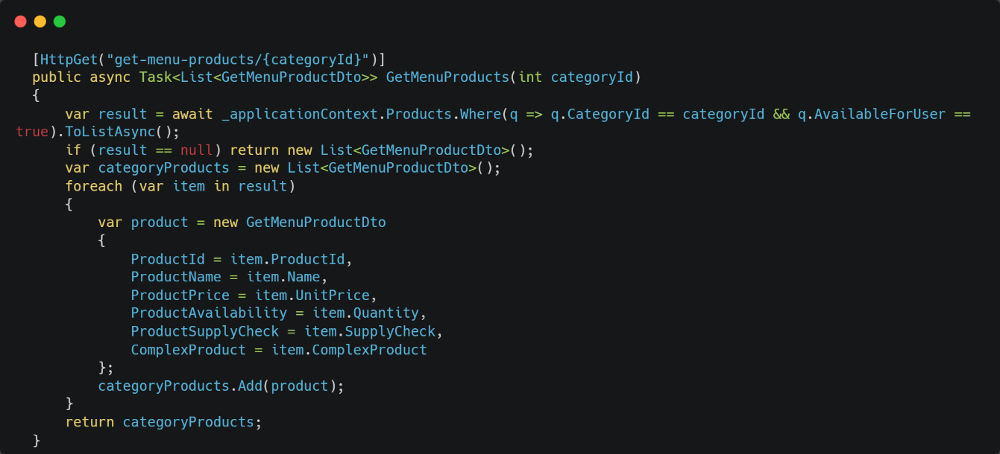 [HttpGet("get-menu-products/{categoryId}")]
public async Task<List<GetMenuProductDto>> GetMenuProducts(int categoryId)
{
var result = await _applicationContext.Products.Where(q => q.CategoryId == categoryId && q.AvailableForUser ==
true).ToListAsync();
if (result == null) return new List<GetMenuProductDto>();
var categoryProducts = new List<GetMenuProductDto>();
foreach (var item in result)
{
var product = new GetMenuProductDto
{
ProductId = item.ProductId,
ProductName = item.Name,
ProductPrice = item.UnitPrice,
ProductAvailability = item.Quantity,
ProductSupplyCheck = item.SupplyCheck,
ComplexProduct = item.ComplexProduct
};
categoryProducts.Add(product);
}
return categoryProducts;
}